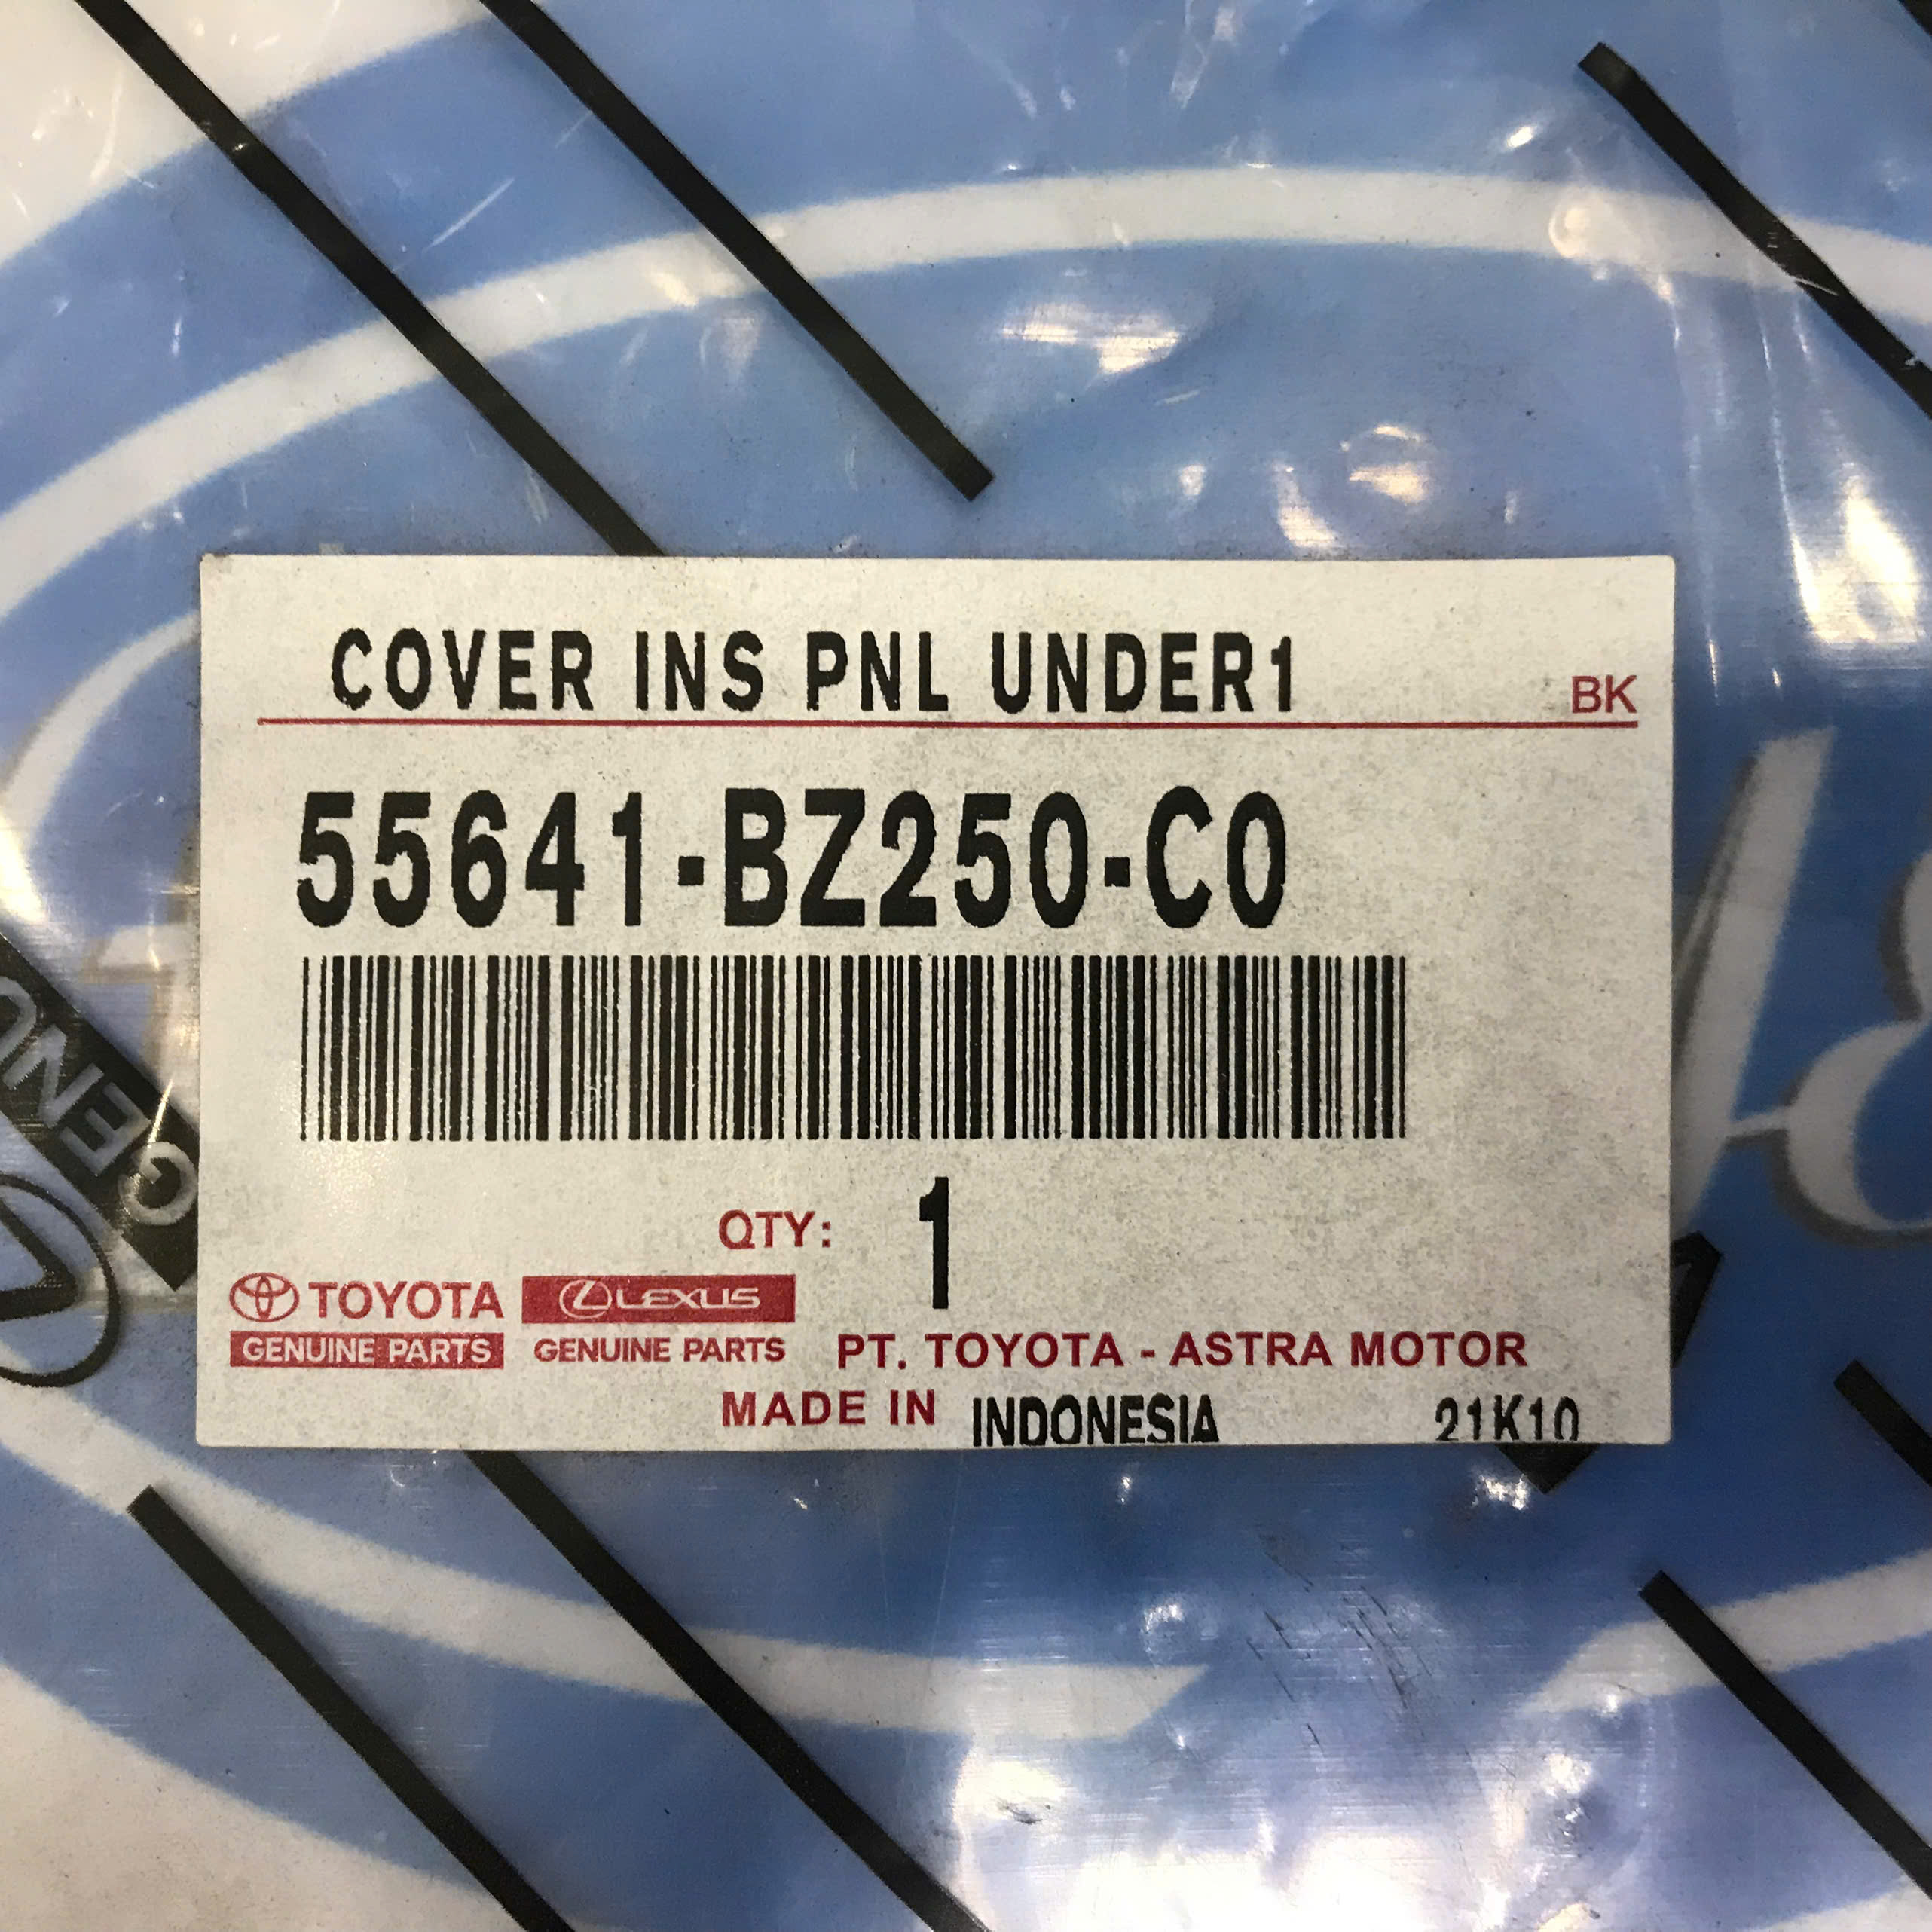 COVER INS PNL UNDER1
BK
55641-BZ250-C0
QTY: 1
TOYOTA
GENUINE PARTS
LEXUS
GENUINE PARTS
PT. TOYOTA - ASTRA MOTOR
MADE IN INDONESIA
21K10
GENU